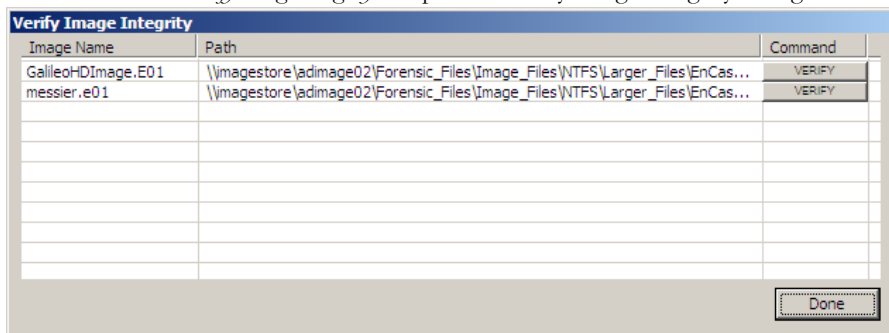 Verify Image Integrity
Image Name Path Command
GalileoHDImage.E01 \\imagestore\adimage02\Forensic_Files\Image_Files\NTFS\Larger_Files\EnCas... VERIFY
messier.e01 \\imagestore\adimage02\Forensic_Files\Image_Files\NTFS\Larger_Files\EnCas... VERIFY
Done